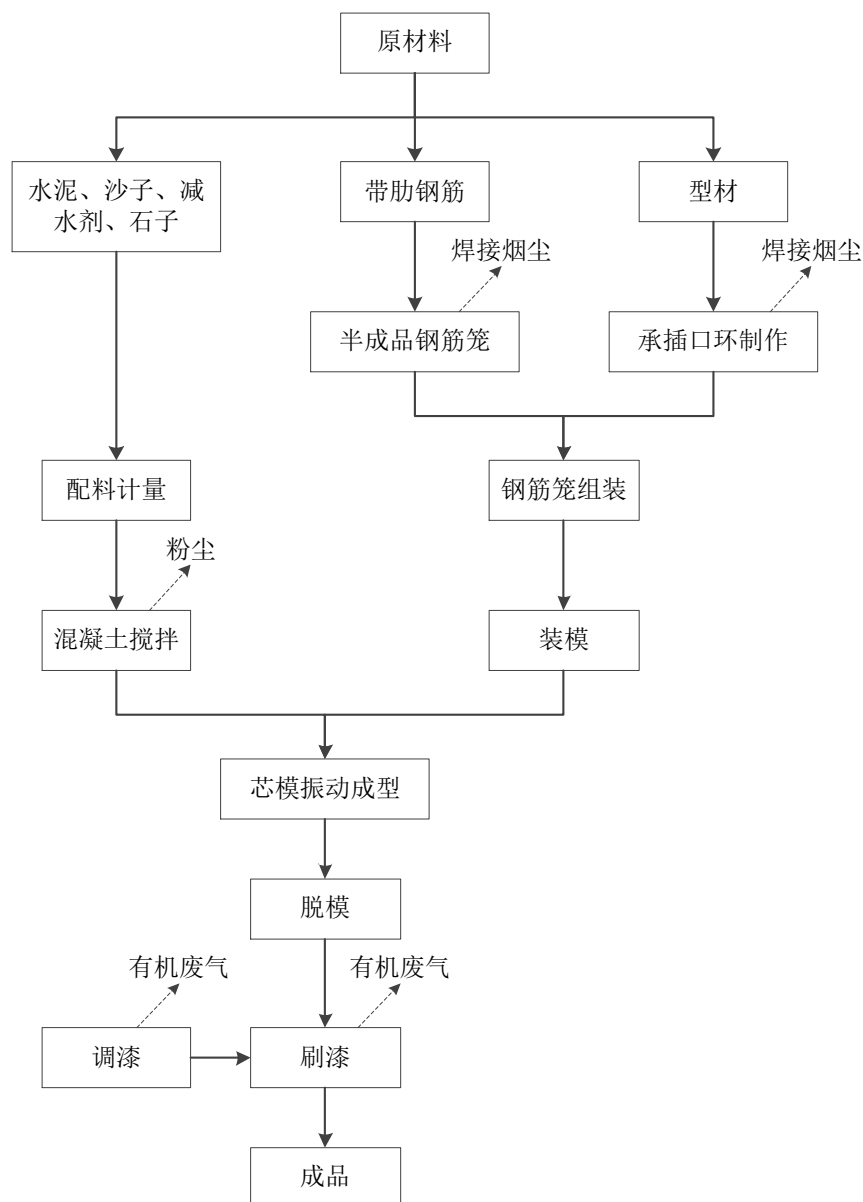 原材料
水泥、沙子、减
水剂、石子
带肋钢筋
型材
焊接烟尘
焊接烟尘
半成品钢筋笼
承插口环制作
配料计量
钢筋笼组装
粉尘
混凝土搅拌
装模
芯模振动成型
脱模
有机废气
有机废气
调漆
刷漆
成品